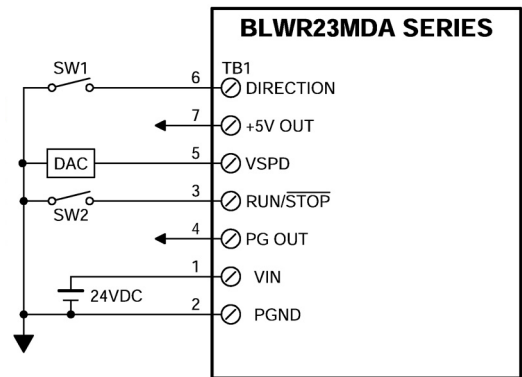 BLWR23MDA SERIES
SW1
6
TB1
DIRECTION
7
+5V OUT
DAC
5
VSPD
3
RUN/STOP
SW2
4
PG OUT
1
VIN
24VDC
2
PGND